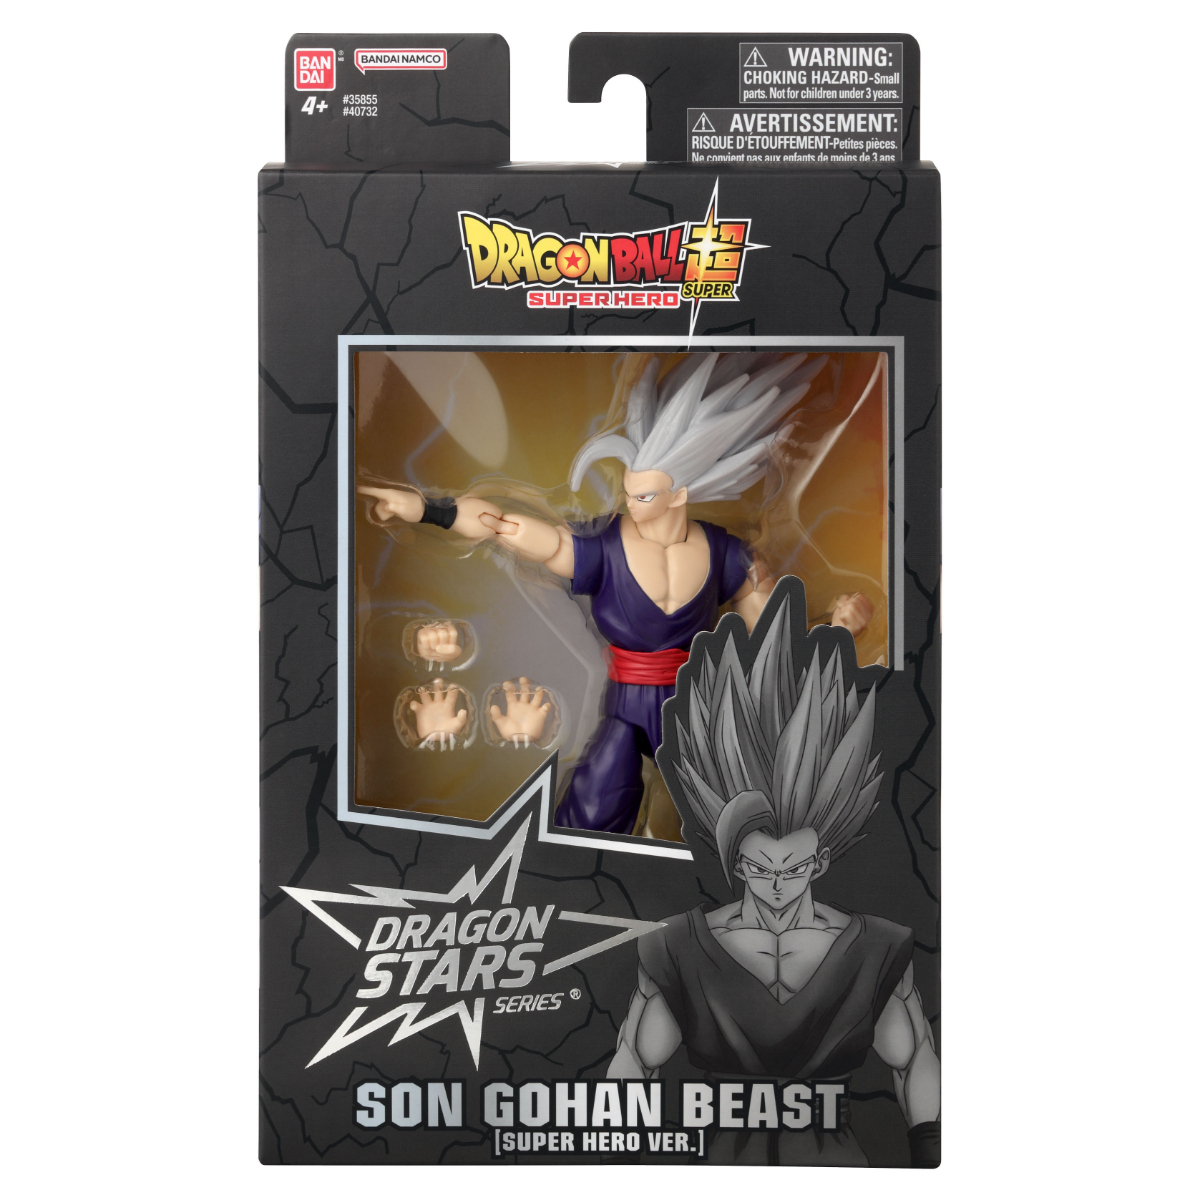 BAN
DAI
BANDAI NAMCO
4+
#35855
#40732
WARNING:
CHOKING HAZARD-Small
parts. Not for children under 3 years.
AVERTISSEMENT:
RISQUE D'ÉTOUFFEMENT-Petites pièces.
Ne convient pas aux enfants de moins de 3 ans.
DRAGON BALL 超
SUPER HERO SUPER
DRAGON
STARS
SERIES®
SON GOHAN BEAST
[SUPER HERO VER.]